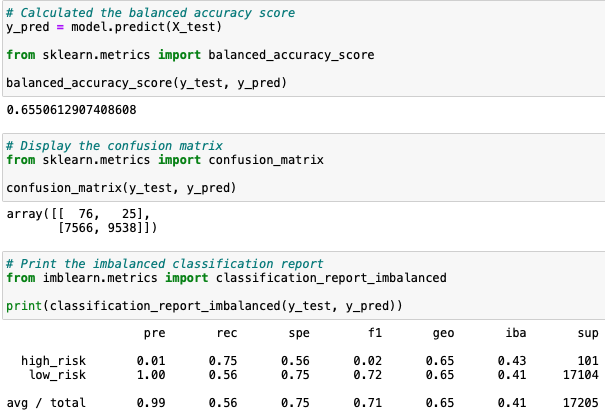 # Calculated the balanced accuracy score
y_pred = model.predict(X_test)
from sklearn.metrics import balanced_accuracy_score
balanced_accuracy_score(y_test, y_pred)
0.6550612907408608
# Display the confusion matrix
from sklearn.metrics import confusion_matrix
confusion_matrix(y_test, y_pred)
array([[  76,   25],
       [7566, 9538]])
# Print the imbalanced classification report
from imblearn.metrics import classification_report_imbalanced
print(classification_report_imbalanced(y_test, y_pred))
pre rec spe f1 geo iba sup
high_risk 0.01 0.75 0.56 0.02 0.65 0.43 101
low_risk 1.00 0.56 0.75 0.72 0.65 0.41 17104
avg / total 0.99 0.56 0.75 0.71 0.65 0.41 17205